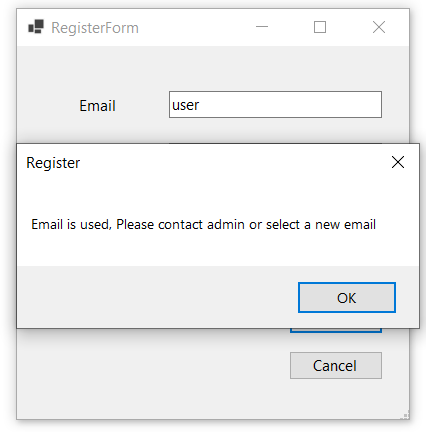 RegisterForm
Email
user
Register
Email is used, Please contact admin or select a new email
OK
Cancel